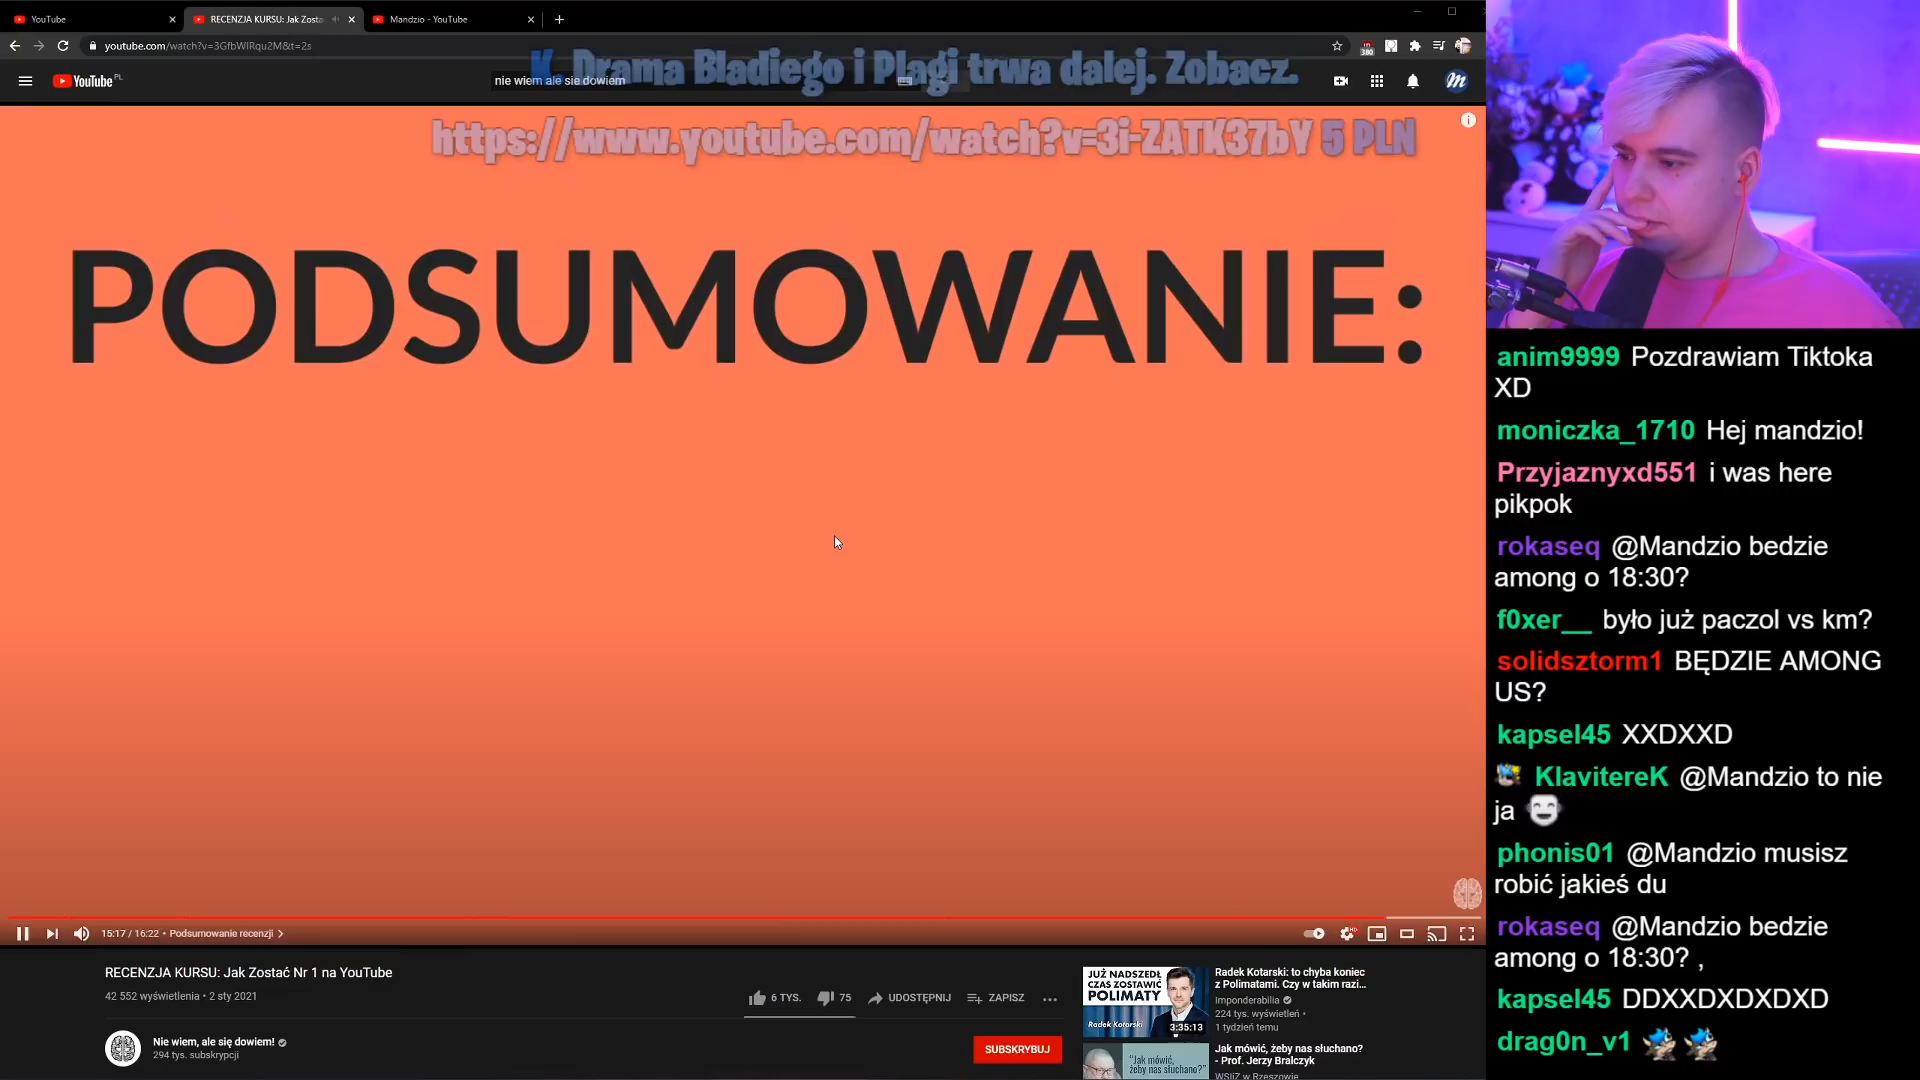 YouTube
RECENZJA KURSU: Jak Zosta
Mandzio - YouTube
youtube.com/watch?v=3GfbWIRqu2M&t=2s
380
YouTube PL
nie wiem ale sie dowiem
K. Drama Bladiego i Plagi trwa dalej. Zobacz.
https://www.youtube.com/watch?v=3i-ZATK37bY 5 PLN
PODSUMOWANIE:
15:17 / 16:22 • Podsumowanie recenzji
HD
RECENZJA KURSU: Jak Zostać Nr 1 na YouTube
42 552 wyświetlenia • 2 sty 2021
6 TYS.
75
UDOSTĘPNIJ
ZAPISZ
Nie wiem, ale się dowiem!
294 tys. subskrypcji
SUBSKRYBUJ
JUŻ NADSZEDŁ
CZAS ZOSTAWIĆ
POLIMATY
Radek Kotarski
3:35:13
Radek Kotarski: to chyba koniec
z Polimatami. Czy w takim razi...
Imponderabilia
224 tys. wyświetleń •
1 tydzień temu
"Jak mówić,
żeby nas słuchano?"
Jak mówić, żeby nas słuchano?
- Prof. Jerzy Bralczyk
WSIiZ w Rzeszowie
anim9999 Pozdrawiam Tiktoka
XD
moniczka_1710 Hej mandzio!
Przyjaznyxd551 i was here
pikpok
rokaseq @Mandzio bedzie
among o 18:30?
f0xer__ było już paczol vs km?
solidsztorm1 BĘDZIE AMONG
US?
kapsel45 XXDXXD
KlavitereK @Mandzio to nie
ja
phonis01 @Mandzio musisz
robić jakieś du
rokaseq @Mandzio bedzie
among o 18:30? ,
kapsel45 DDXXDXDXDXD
drag0n_v1